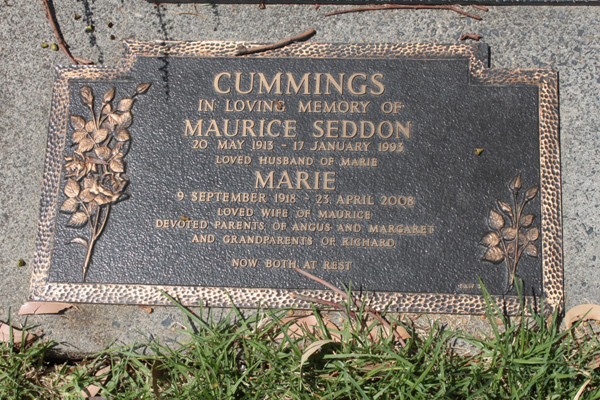 CUMMINGS
IN LOVING MEMORY OF
MAURICE SEDDON
20 MAY 1913 - 17 JANUARY 1993
LOVED HUSBAND OF MARIE
MARIE
9 SEPTEMBER 1918 - 23 APRIL 2008
LOVED WIFE OF MAURICE
DEVOTED PARENTS OF ANGUS AND MARGARET
AND GRANDPARENTS OF RICHARD
NOW BOTH AT REST